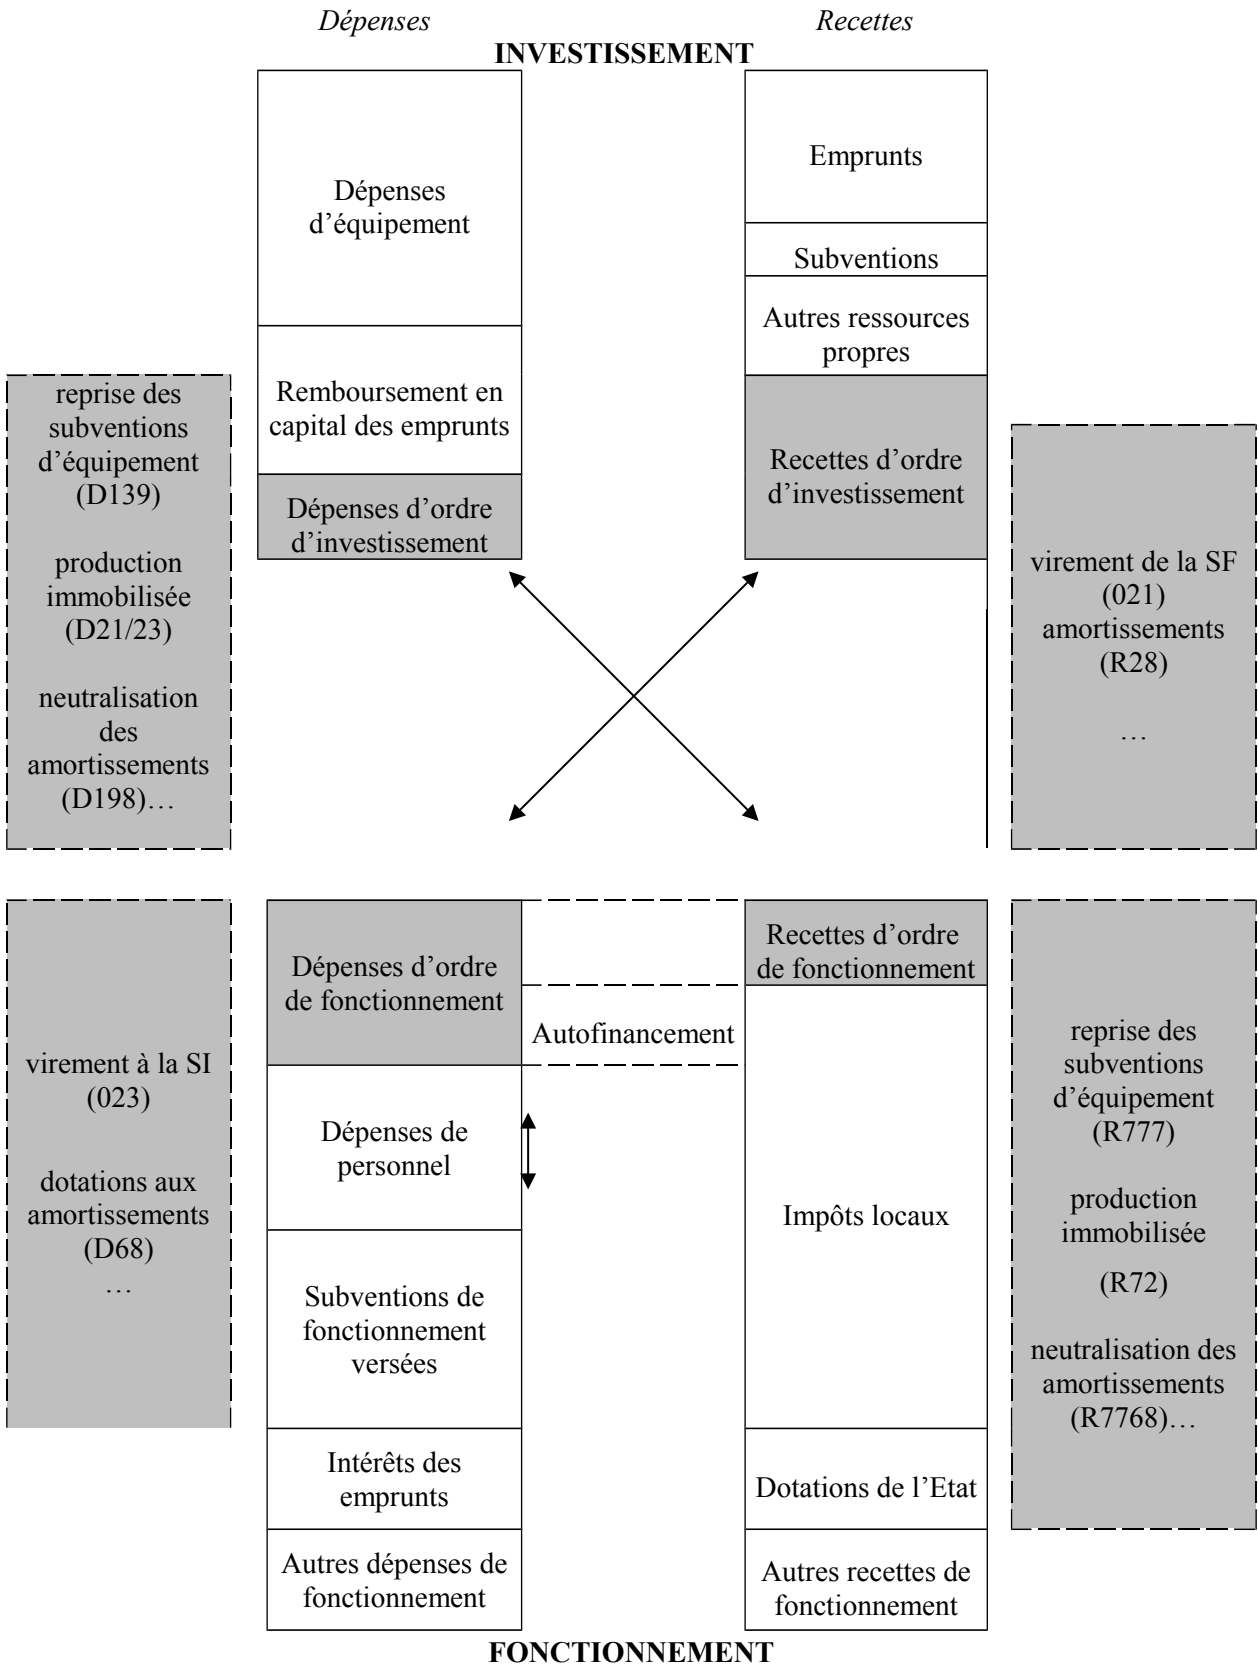 Dépenses
Recettes
INVESTISSEMENT
Dépenses
d’équipement
Remboursement en
capital des emprunts
Dépenses d’ordre
d’investissement
Emprunts
Subventions
Autres ressources
propres
Recettes d’ordre
d’investissement
reprise des
subventions
d’équipement
(D139)
production
immobilisée
(D21/23)
neutralisation
des
amortissements
(D198)…
virement de la SF
(021)
amortissements
(R28)
…
virement à la SI
(023)
dotations aux
amortissements
(D68)
…
Dépenses d’ordre
de fonctionnement
Dépenses de
personnel
Subventions de
fonctionnement
versées
Intérêts des
emprunts
Autres dépenses de
fonctionnement
Autofinancement
Recettes d’ordre
de fonctionnement
Impôts locaux
Dotations de l’Etat
Autres recettes de
fonctionnement
reprise des
subventions
d’équipement
(R777)
production
immobilisée
(R72)
neutralisation des
amortissements
(R7768)…
FONCTIONNEMENT